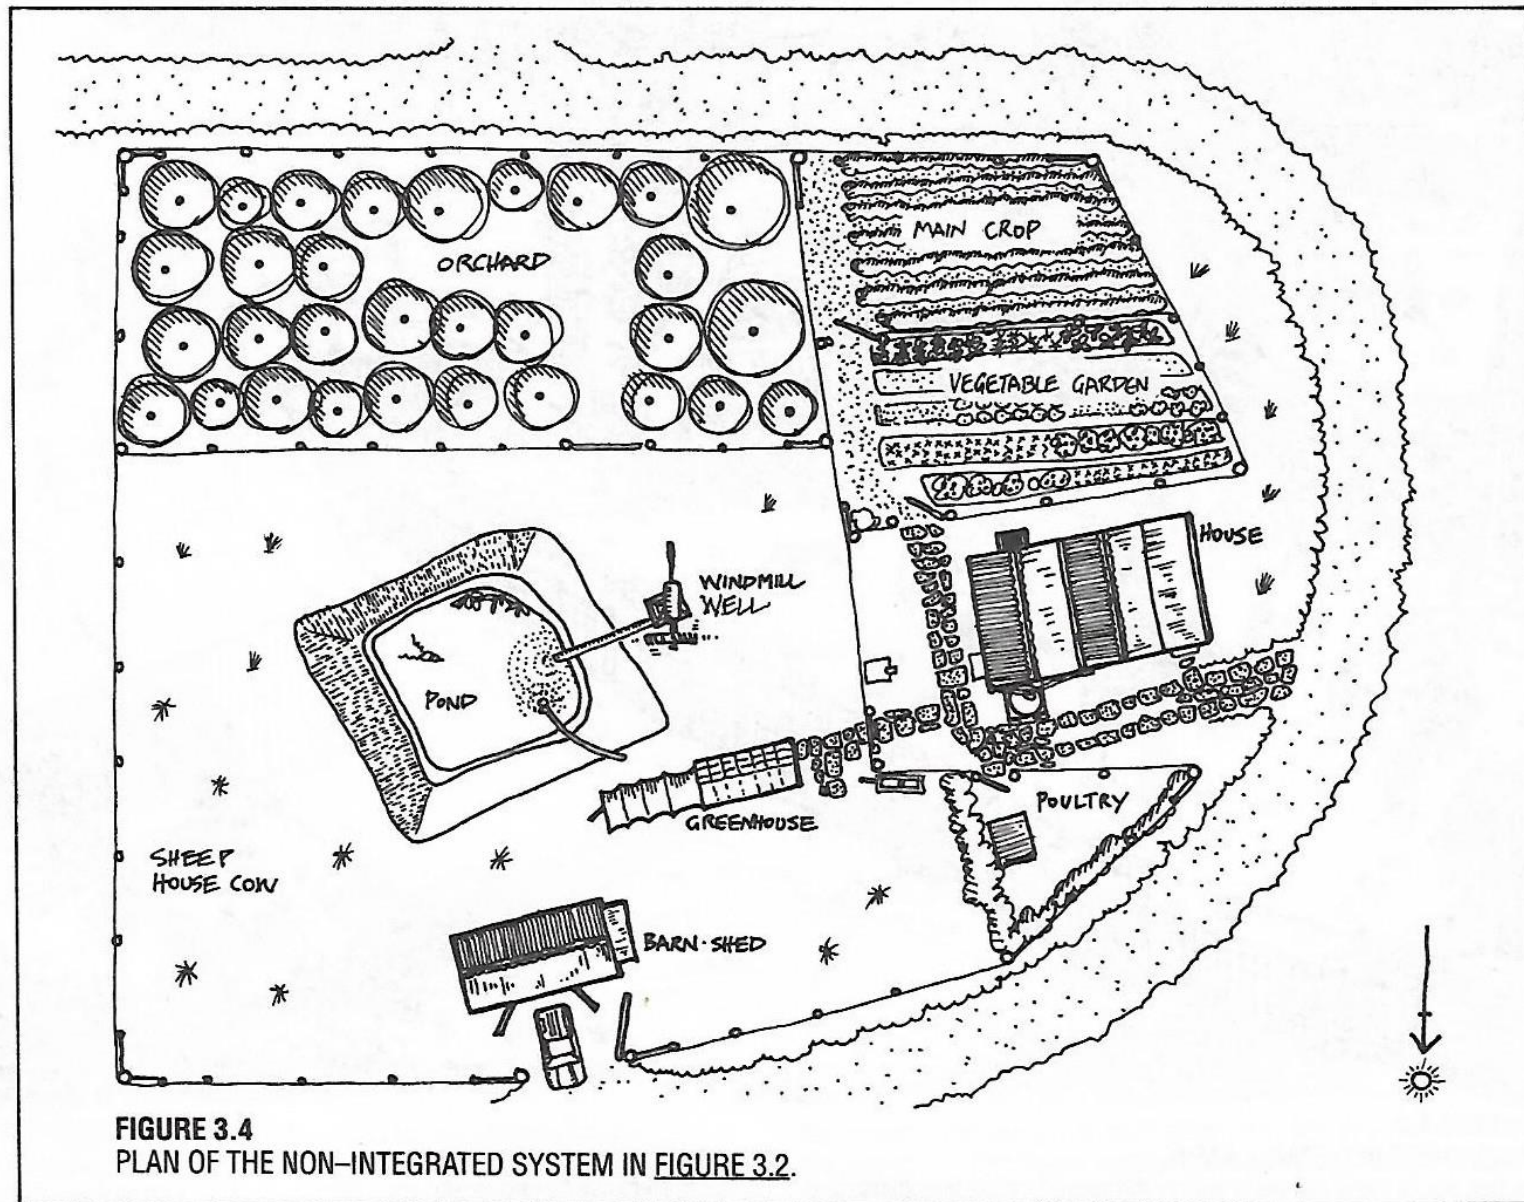 ORCHARD
MAIN CROP
VEGETABLE GARDEN
HOUSE
WINDMILL
WELL
POND
GREENHOUSE
POULTRY
SHEEP
HOUSE COW
BARN·SHED
FIGURE 3.4
PLAN OF THE NON–INTEGRATED SYSTEM IN FIGURE 3.2.